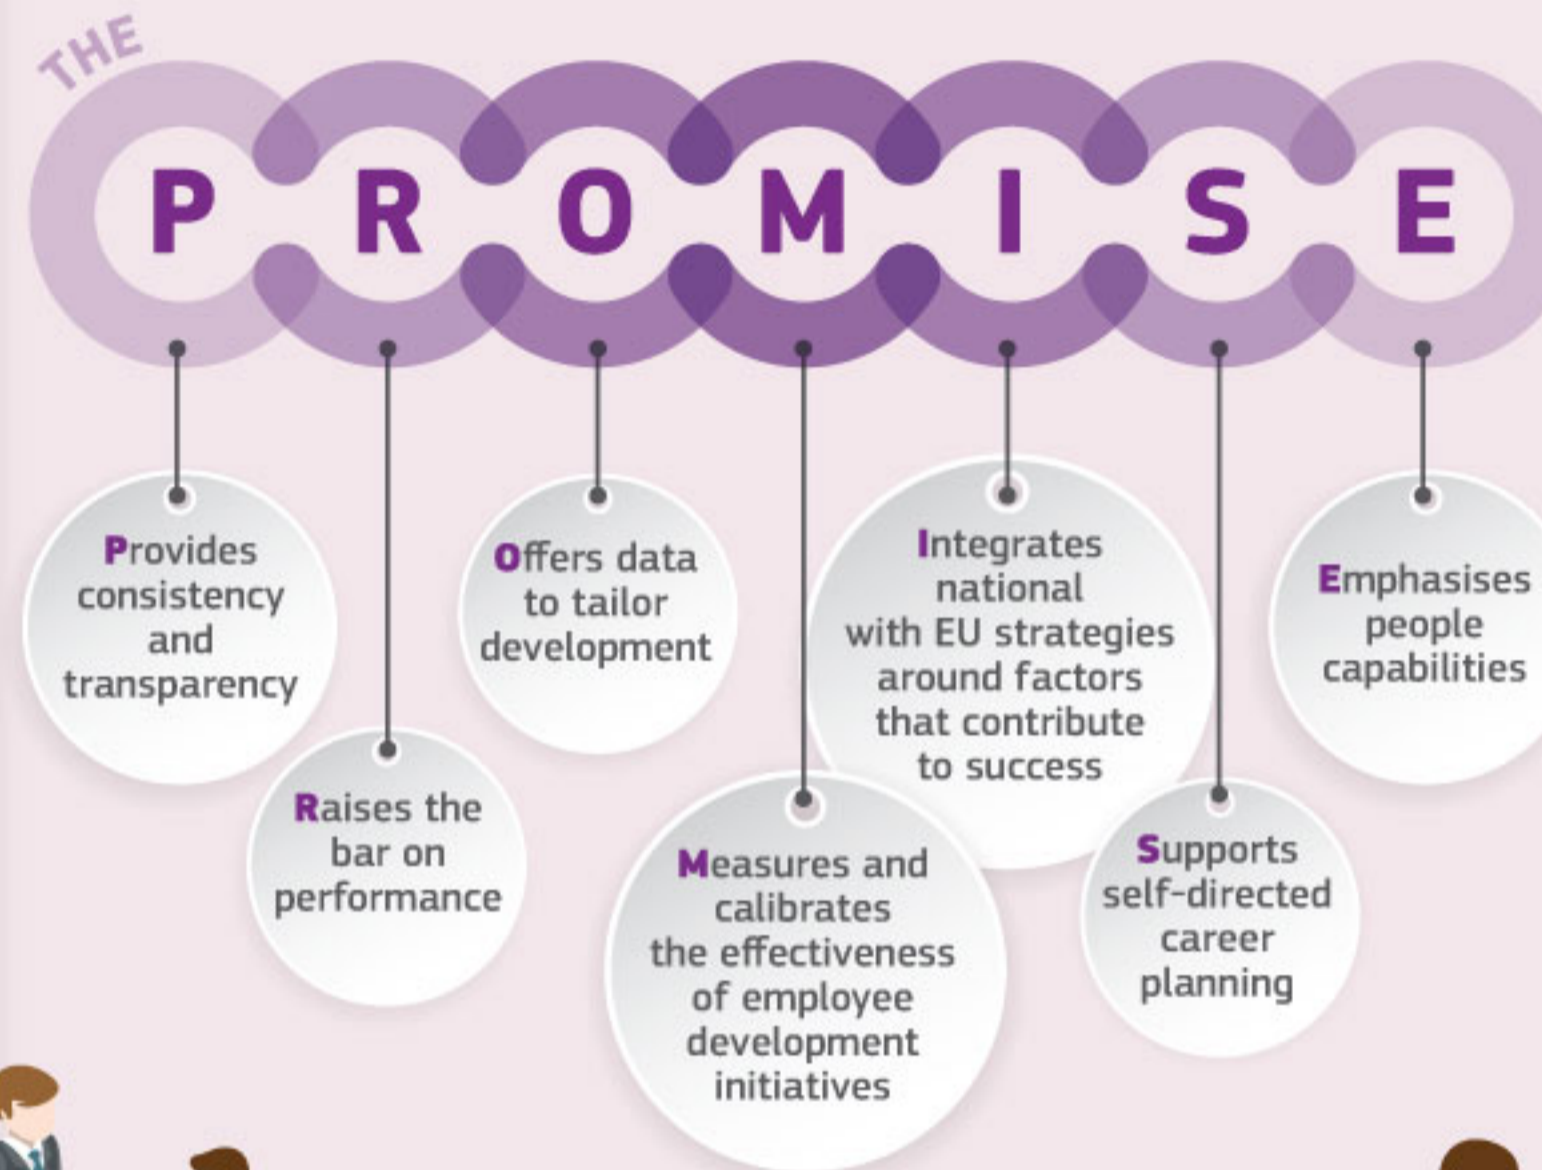 THE
P R O M I S E
Provides
consistency
and
transparency
Raises the
bar on
performance
Offers data
to tailor
development
Measures and
calibrates
the effectiveness
of employee
development
initiatives
Integrates
national
with EU strategies
around factors
that contribute
to success
Supports
self-directed
career
planning
Emphasises
people
capabilities